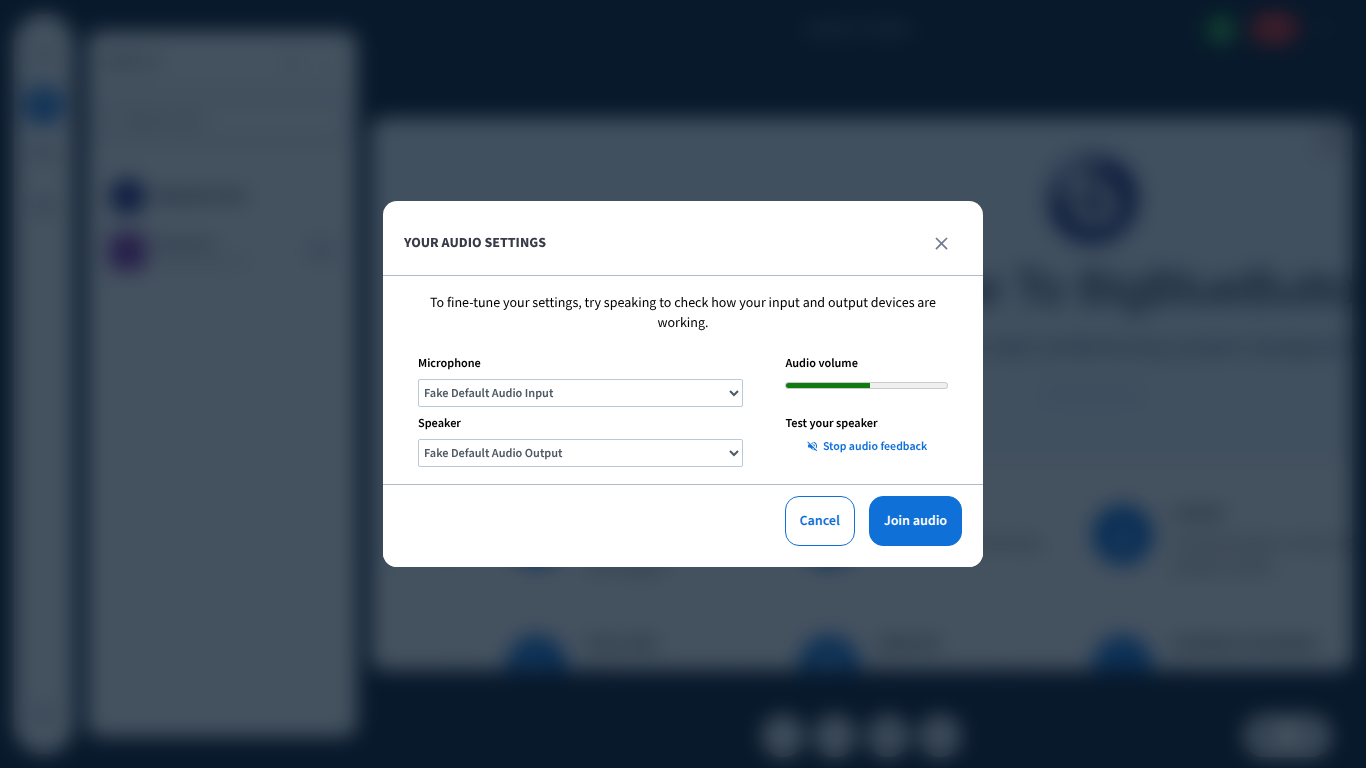 YOUR AUDIO SETTINGS
To fine-tune your settings, try speaking to check how your input and output devices are
working.
Microphone
Audio volume
Fake Default Audio Input
Speaker
Test your speaker
Fake Default Audio Output
Stop audio feedback
Cancel
Join audio